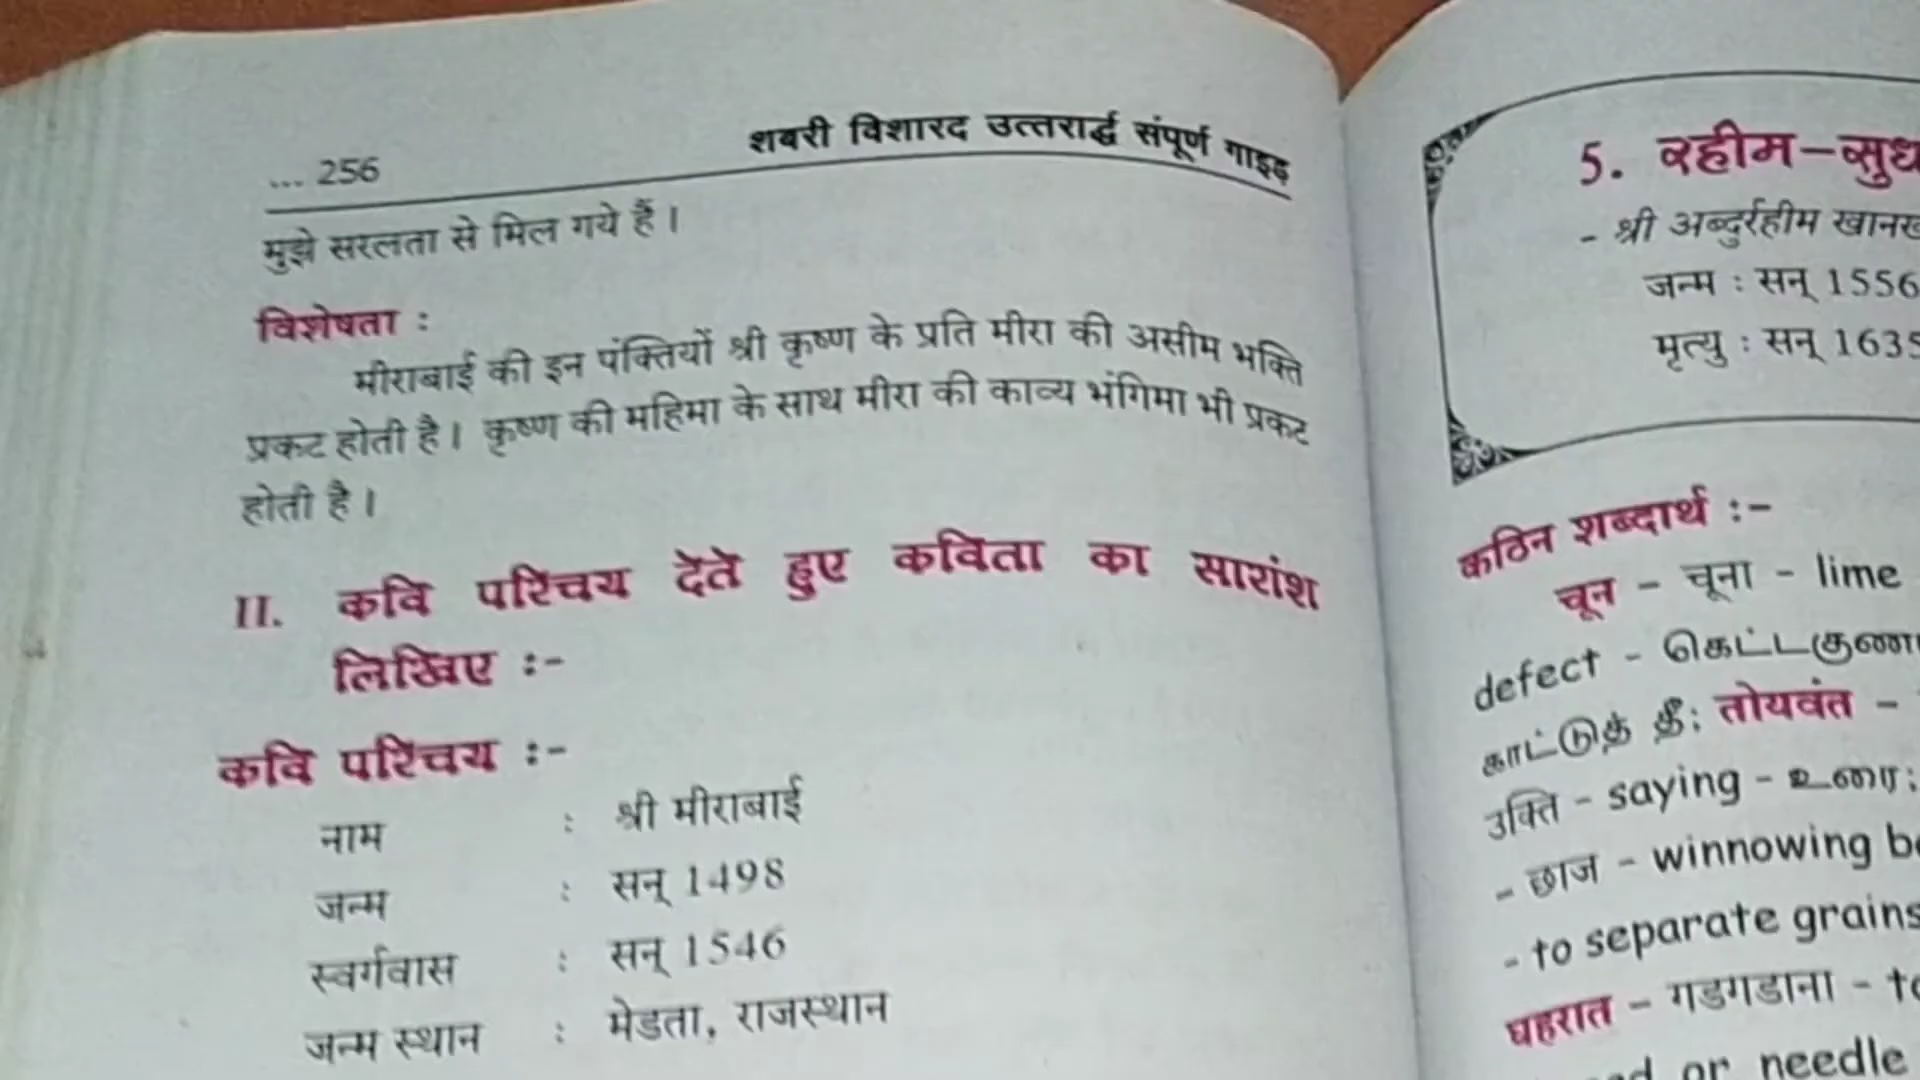 ... 256
शबरी विशारद उत्तरार्द्ध संपूर्ण गाइड
मुझे सरलता से मिल गये हैं ।
विशेषता :
मीराबाई की इन पंक्तियों श्री कृष्ण के प्रति मीरा की असीम भक्ति
प्रकट होती है । कृष्ण की महिमा के साथ मीरा की काव्य भंगिमा भी प्रकट
होती है ।
II. कवि परिचय देते हुए कविता का सारांश
लिखिए :-
कवि परिचय :-
नाम : श्री मीराबाई
जन्म : सन् 1498
स्वर्गवास : सन् 1546
जन्म स्थान : मेडता, राजस्थान
5. रहीम-सुध
- श्री अब्दुर्रहीम खानख
जन्म : सन् 1556
मृत्यु : सन् 1635
कठिन शब्दार्थ :-
चून - चूना - lime
defect - கெட்டகுண
காட்டுத் தீ; तोयवंत -
उक्ति - saying - உரை;
- छाज - winnowing
- to separate grains
घहरात - गडगडाना -
or needle